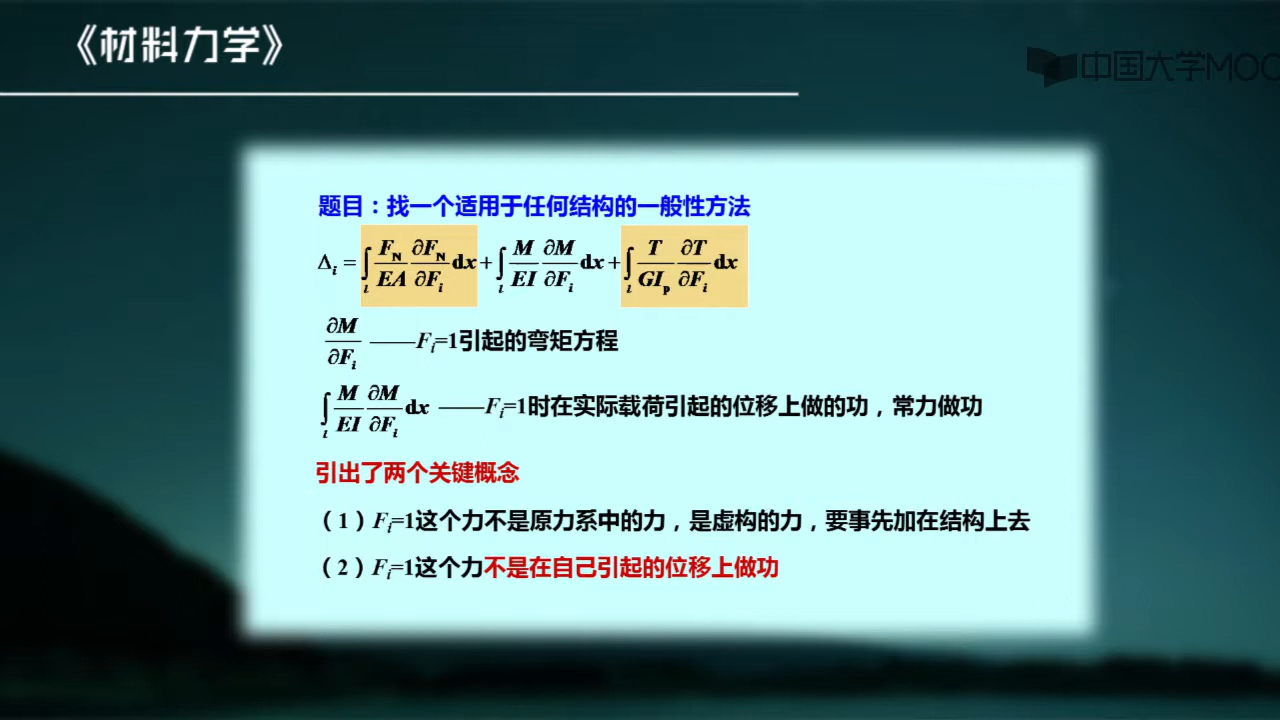 《材料力学》
中国大学MOO
题目：找一个适用于任何结构的一般性方法
Δᵢ = ∫_l F_N/EA ∂F_N/∂F_i dx + ∫_l M/EI ∂M/∂F_i dx + ∫_l T/GI_p ∂T/∂F_i dx
∂M/∂F_i ——F_i=1引起的弯矩方程
∫_l M/EI ∂M/∂F_i dx ——F_i=1时在实际载荷引起的位移上做的功，常力做功
引出了两个关键概念
（1）F_i=1这个力不是原力系中的力，是虚构的力，要事先加在结构上去
（2）F_i=1这个力不是在自己引起的位移上做功